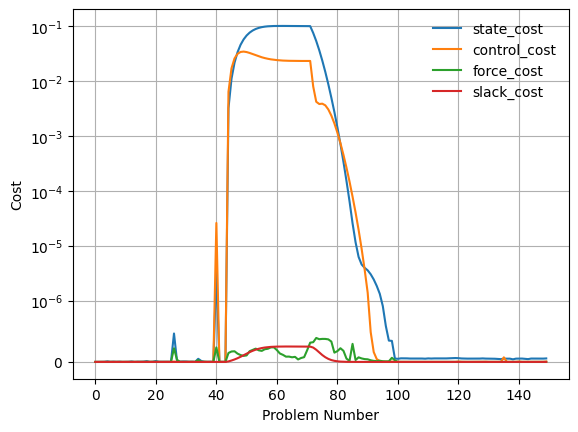 state_cost
control_cost
force_cost
slack_cost
Cost
10⁻¹
10⁻²
10⁻³
10⁻⁴
10⁻⁵
10⁻⁶
0
0 20 40 60 80 100 120 140
Problem Number